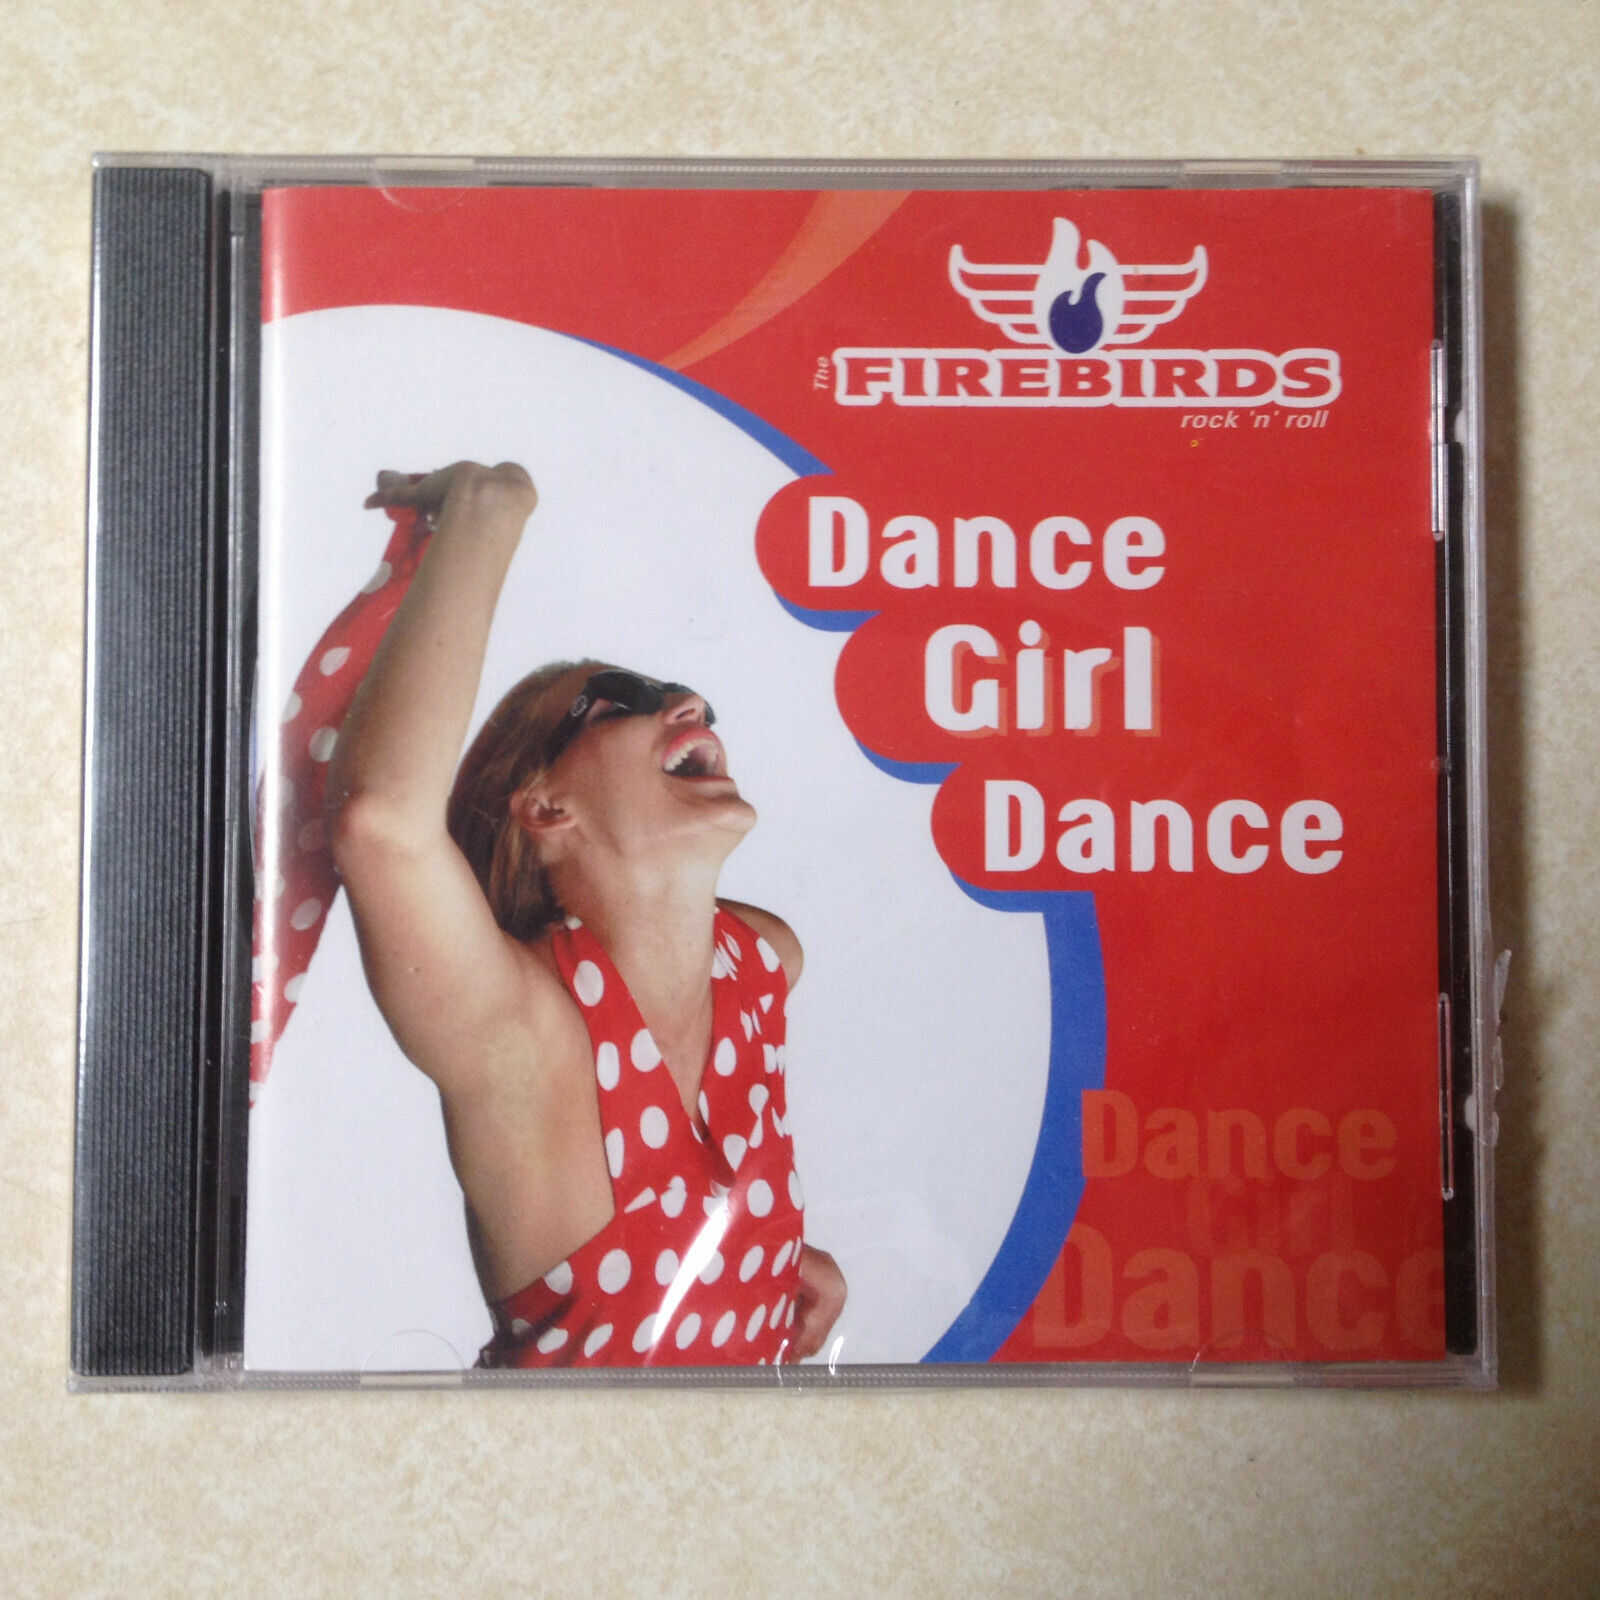 The
FIREBIRDS
rock 'n' roll
Dance
Girl
Dance
Dance
Girl
Dance